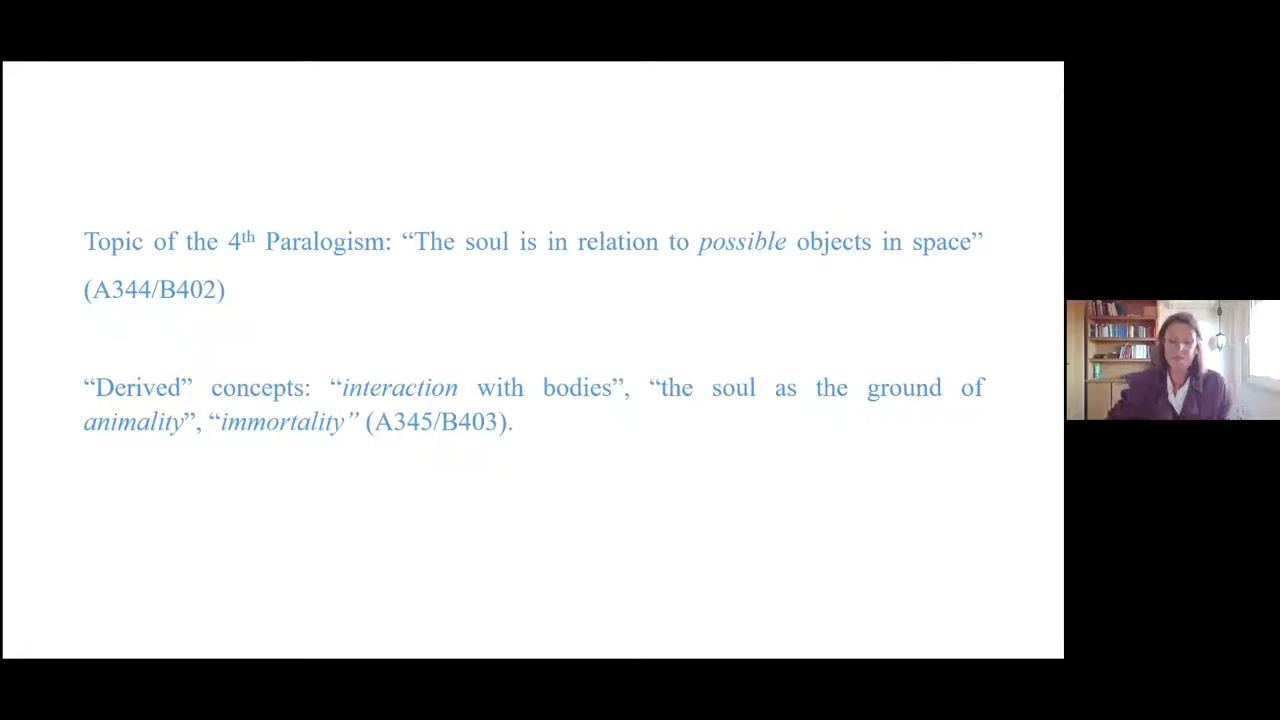 Topic of the 4th Paralogism: “The soul is in relation to possible objects in space”
(A344/B402)
“Derived” concepts: “interaction with bodies”, “the soul as the ground of
animality”, “immortality” (A345/B403).